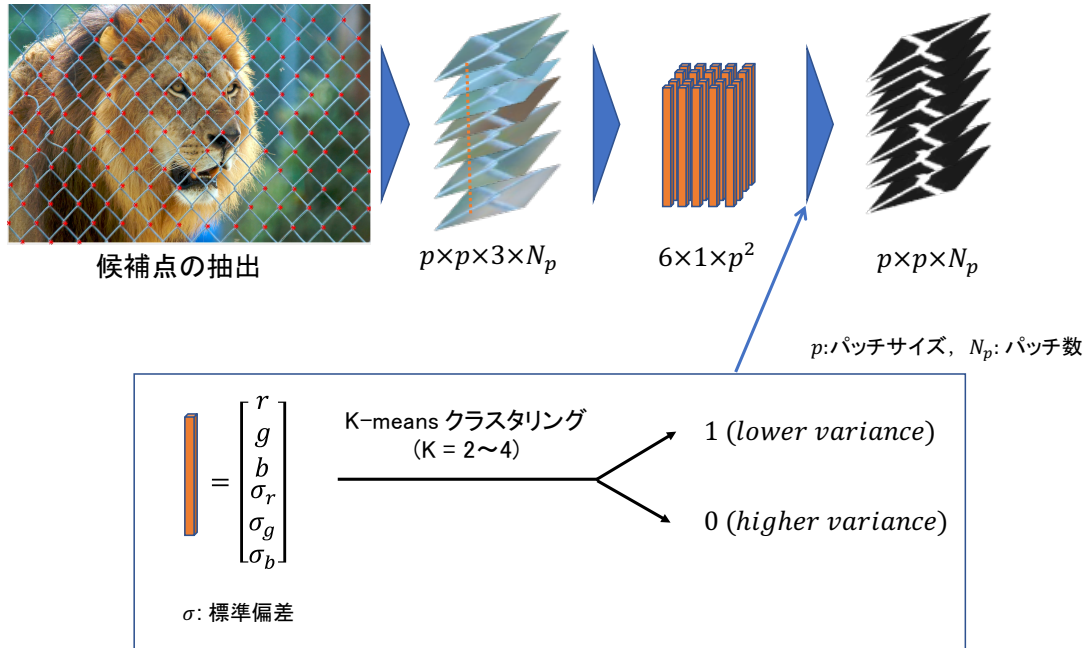 候補点の抽出
p×p×3×N_p
6×1×p²
p×p×N_p
p:パッチサイズ, N_p: パッチ数
=
r
g
b
σ_r
σ_g
σ_b
K-means クラスタリング
(K = 2～4)
1 (lower variance)
0 (higher variance)
σ: 標準偏差